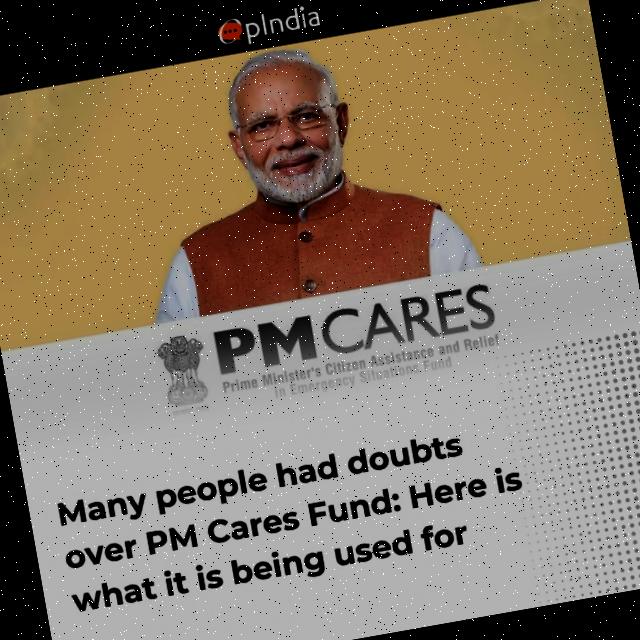 OpIndia
PM CARES
Prime Minister's Citizen Assistance and Relief
in Emergency Situations Fund
Many people had doubts
over PM Cares Fund: Here is
what it is being used for